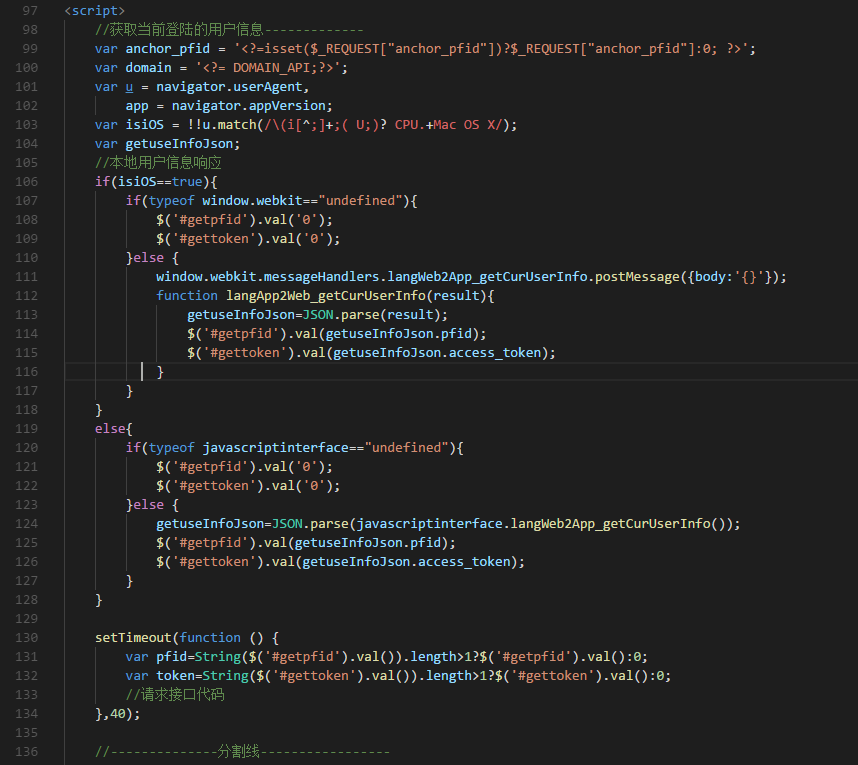 97 <script>
98 //获取当前登陆的用户信息-------------
99 var anchor_pfid = '<?=isset($_REQUEST["anchor_pfid"])?$_REQUEST["anchor_pfid"]:0; ?>';
100 var domain = '<?= DOMAIN_API;?>';
101 var u = navigator.userAgent,
102 app = navigator.appVersion;
103 var isiOS = !!u.match(/\(i[^;]+;( U;)? CPU.+Mac OS X/);
104 var getuseInfoJson;
105 //本地用户信息响应
106 if(isiOS==true){
107 if(typeof window.webkit=="undefined"){
108 $('#getpfid').val('0');
109 $('#gettoken').val('0');
110 }else {
111 window.webkit.messageHandlers.langWeb2App_getCurUserInfo.postMessage({body:'{}'});
112 function langApp2Web_getCurUserInfo(result){
113 getuseInfoJson=JSON.parse(result);
114 $('#getpfid').val(getuseInfoJson.pfid);
115 $('#gettoken').val(getuseInfoJson.access_token);
116 }
117 }
118 }
119 else{
120 if(typeof javascriptinterface=="undefined"){
121 $('#getpfid').val('0');
122 $('#gettoken').val('0');
123 }else {
124 getuseInfoJson=JSON.parse(javascriptinterface.langWeb2App_getCurUserInfo());
125 $('#getpfid').val(getuseInfoJson.pfid);
126 $('#gettoken').val(getuseInfoJson.access_token);
127 }
128 }
129
130 setTimeout(function () {
131 var pfid=String($('#getpfid').val()).length>1?$('#getpfid').val():0;
132 var token=String($('#gettoken').val()).length>1?$('#gettoken').val():0;
133 //请求接口代码
134 },40);
135
136 //--------------分割线-----------------